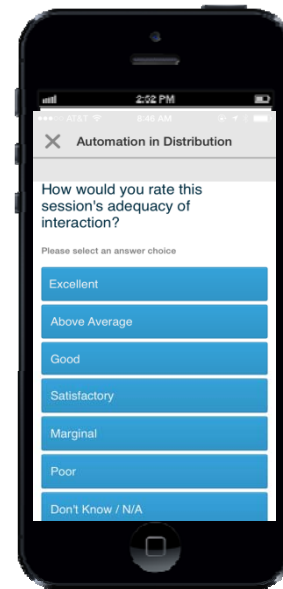 2:02 PM
AT&T 8:46 AM
Automation in Distribution
How would you rate this
session's adequacy of
interaction?
Please select an answer choice
Excellent
Above Average
Good
Satisfactory
Marginal
Poor
Don't Know / N/A